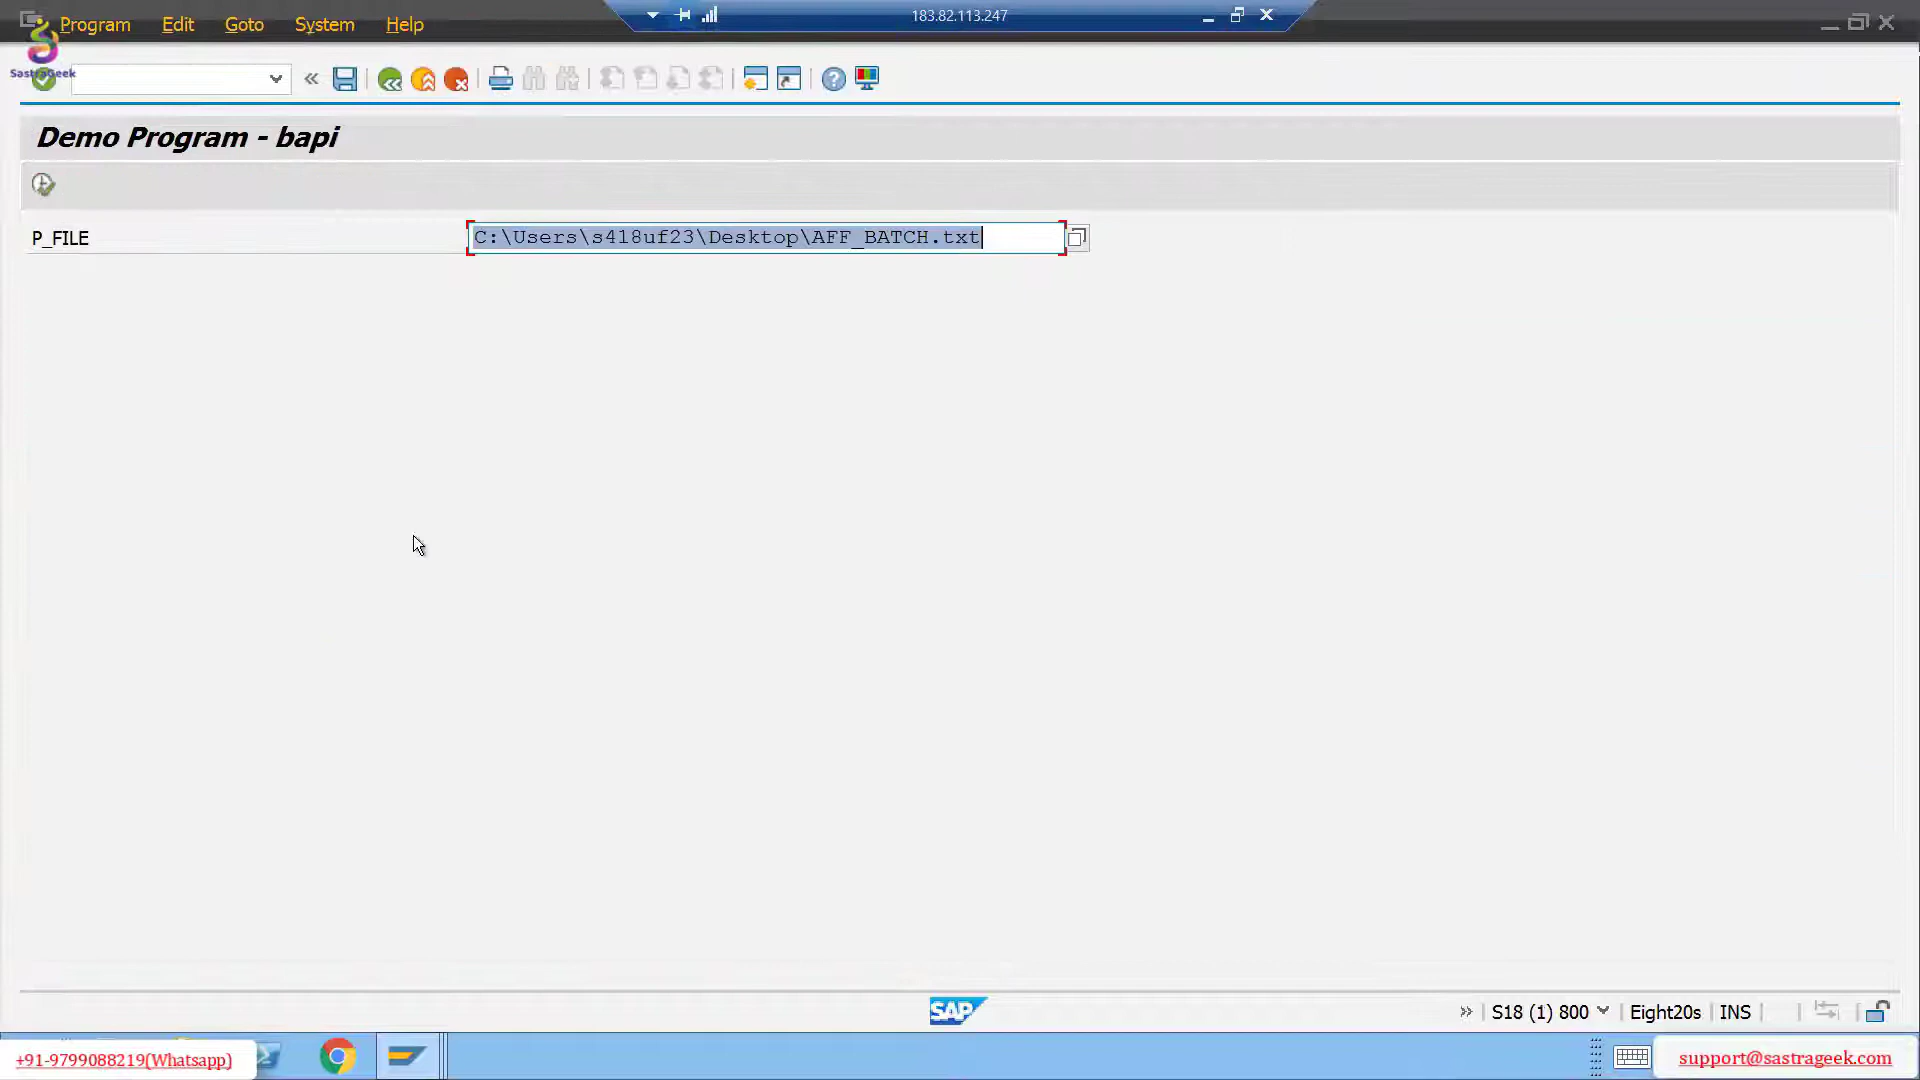 Program Edit Goto System Help
183.82.113.247
SastraGeek
Demo Program - bapi
P_FILE
C:\Users\s418uf23\Desktop\AFF_BATCH.txt
SAP
S18 (1) 800
Eight20s
INS
+91-9799088219(Whatsapp)
support@sastrageek.com